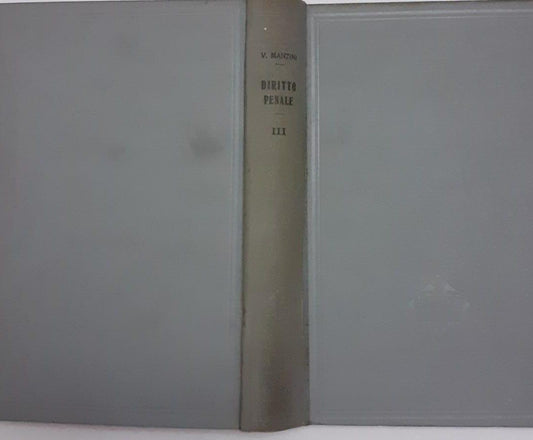 V. MANZINI
DIRITTO
PENALE
III